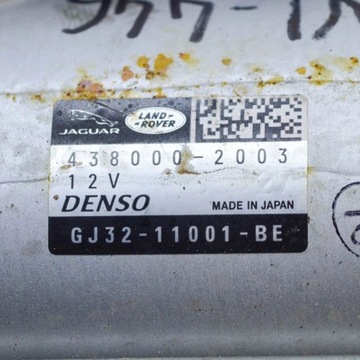 JAGUAR
LAND-
-ROVER
438000-2003
12V
DENSO MADE IN JAPAN
GJ32-11001-BE